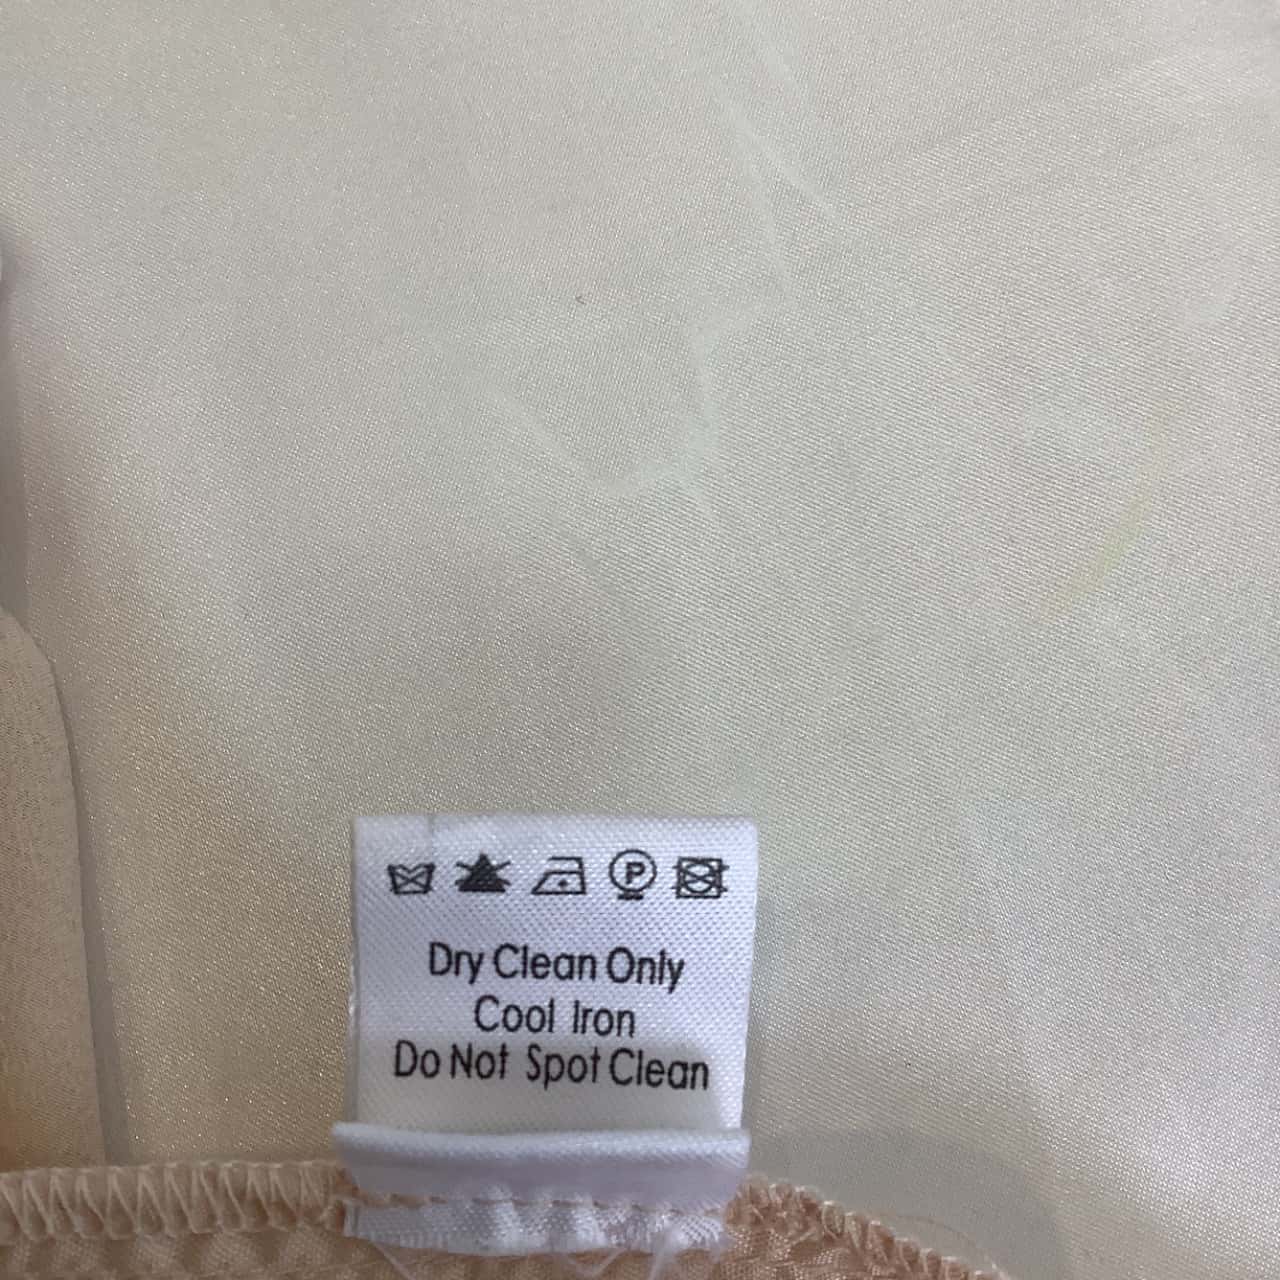 P
Dry Clean Only
Cool Iron
Do Not Spot Clean